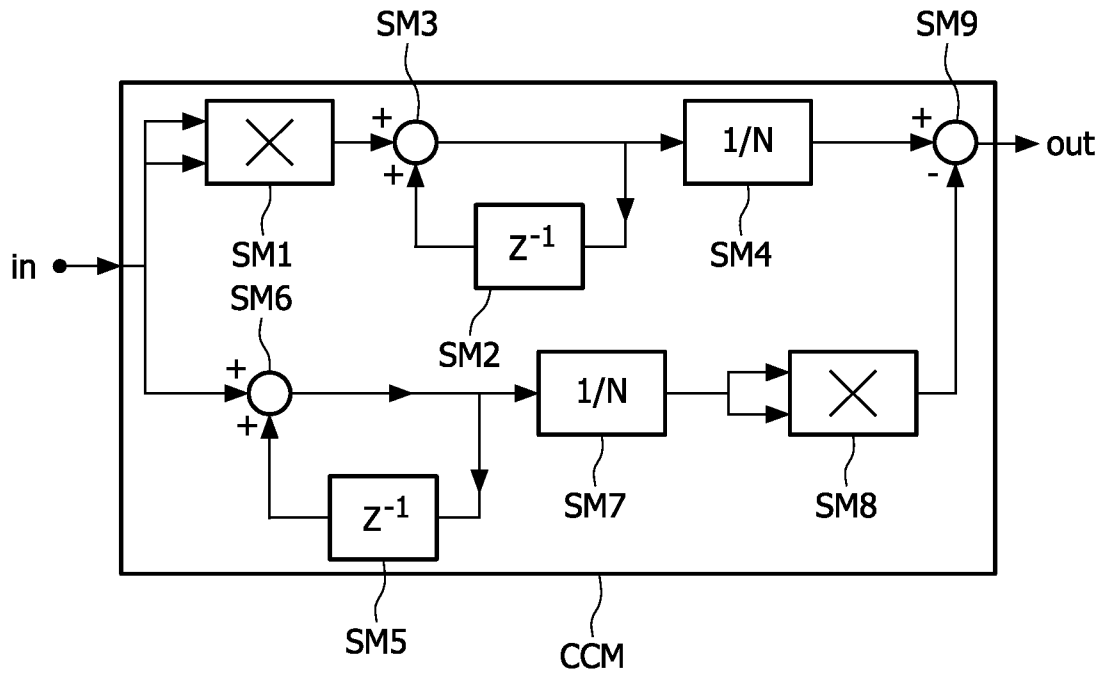 SM3
SM9
+
+
1/N
+
-
out
+
Z⁻¹
SM1
SM4
in
SM6
SM2
+
1/N
+
SM7
SM8
Z⁻¹
SM5
CCM